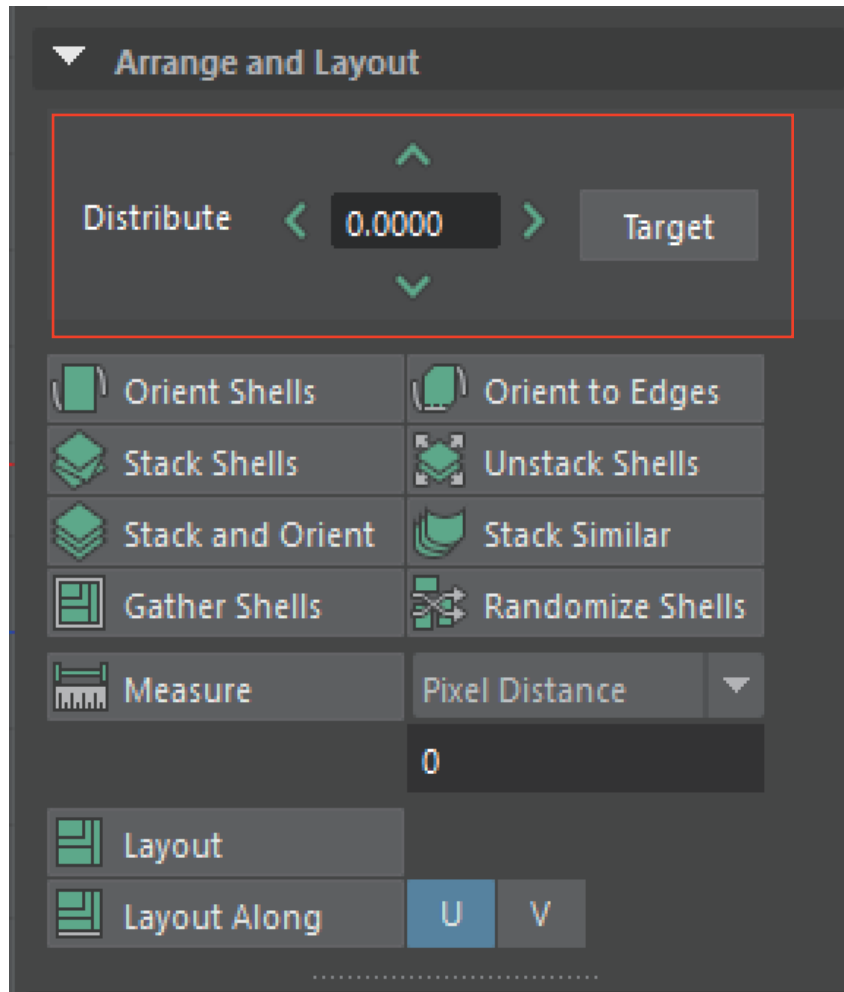 Arrange and Layout
Distribute 0.0000 Target
Orient Shells Orient to Edges
Stack Shells Unstack Shells
Stack and Orient Stack Similar
Gather Shells Randomize Shells
Measure Pixel Distance
0
Layout
Layout Along U V